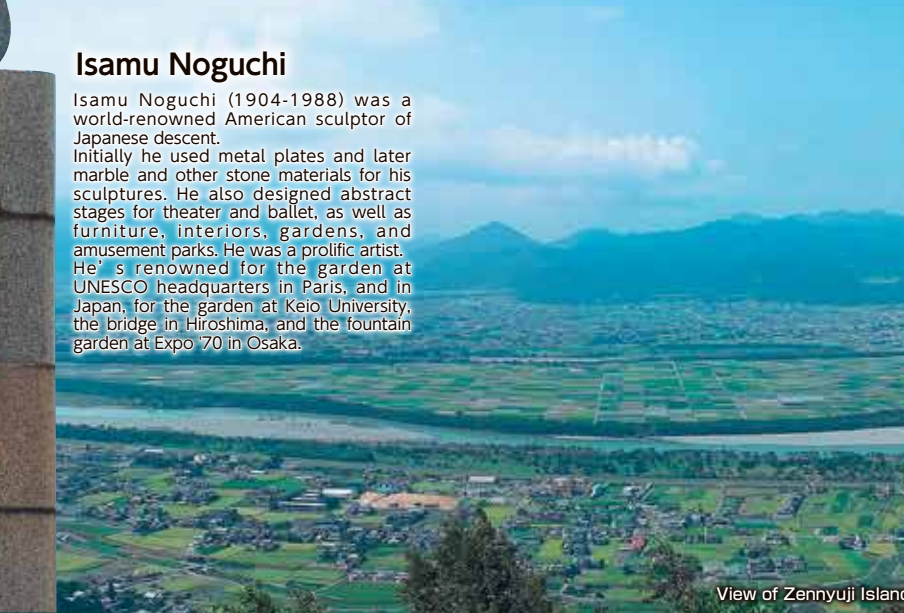 Isamu Noguchi
Isamu Noguchi (1904-1988) was a
world-renowned American sculptor of
Japanese descent.
Initially he used metal plates and later
marble and other stone materials for his
sculptures. He also designed abstract
stages for theater and ballet, as well as
furniture, interiors, gardens, and
amusement parks. He was a prolific artist.
He’s renowned for the garden at
UNESCO headquarters in Paris, and in
Japan, for the garden at Keio University,
the bridge in Hiroshima, and the fountain
garden at Expo '70 in Osaka.
View of Zennyuji Islan